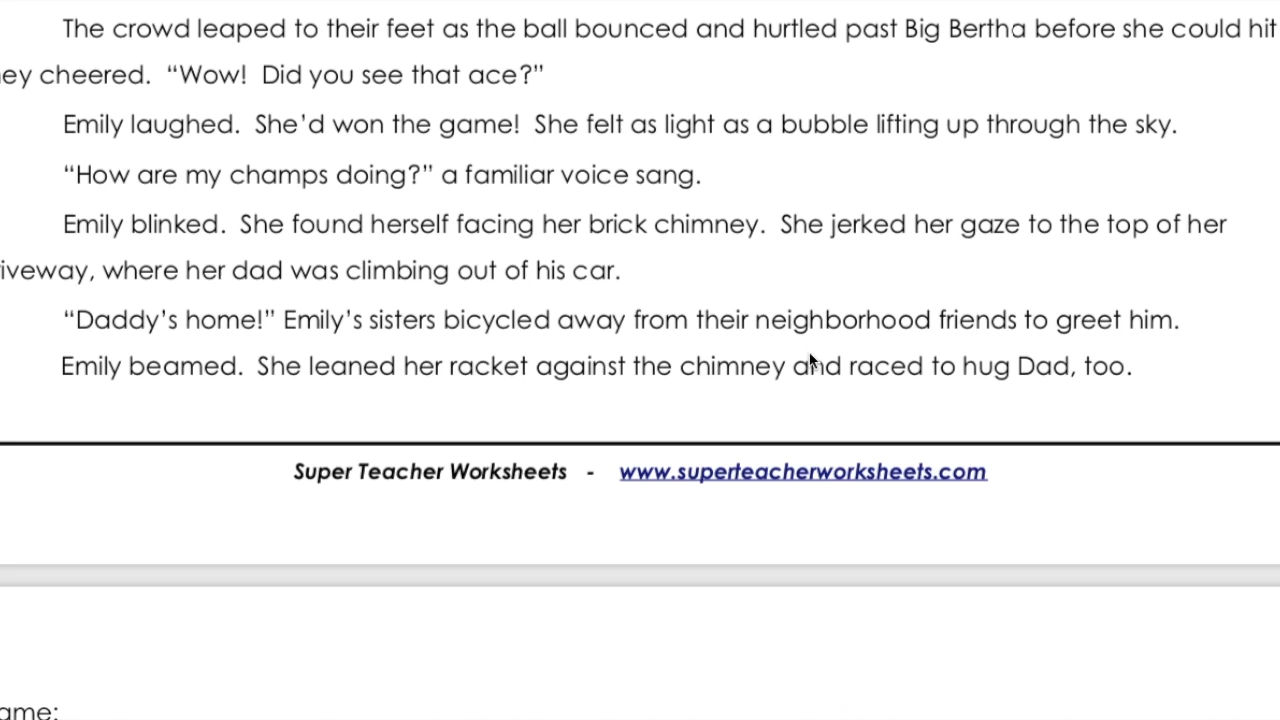 The crowd leaped to their feet as the ball bounced and hurtled past Big Bertha before she could hit
ey cheered.  “Wow!  Did you see that ace?”
Emily laughed.  She’d won the game!  She felt as light as a bubble lifting up through the sky.
“How are my champs doing?” a familiar voice sang.
Emily blinked.  She found herself facing her brick chimney.  She jerked her gaze to the top of her
iveway, where her dad was climbing out of his car.
“Daddy’s home!” Emily’s sisters bicycled away from their neighborhood friends to greet him.
Emily beamed.  She leaned her racket against the chimney and raced to hug Dad, too.
Super Teacher Worksheets   -   www.superteacherworksheets.com
ame: